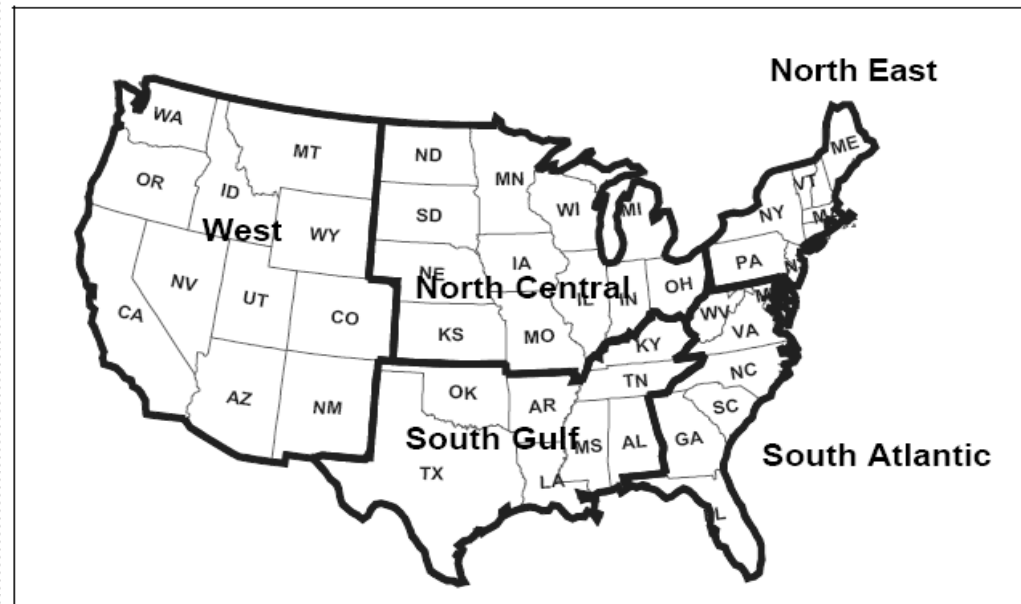 North East
WA
MT
ND
MN
ME
OR
ID
SD
WI
MI
VT
NY
MA
West
WY
NE
IA
PA
NV
UT
North Central
IL
IN
OH
CA
CO
KS
MO
WV
VA
KY
AZ
NM
OK
AR
TN
NC
SC
South Gulf
MS
AL
GA
South Atlantic
TX
LA